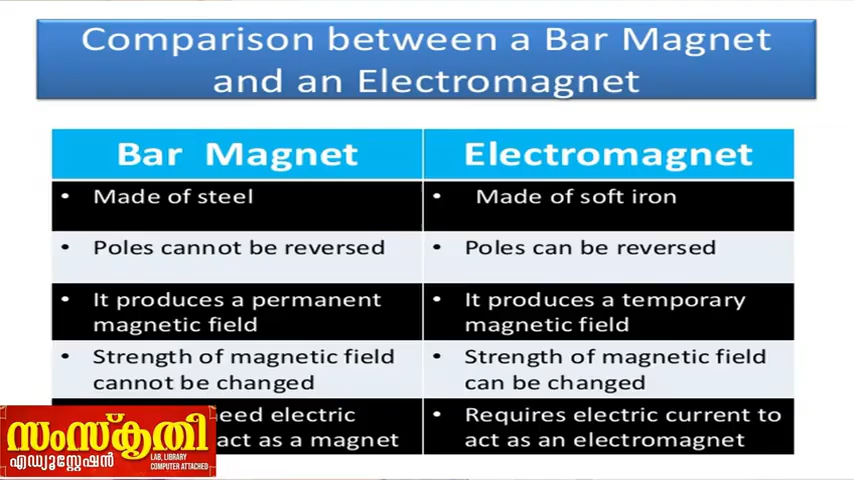 Comparison between a Bar Magnet
and an Electromagnet
Bar Magnet
Electromagnet
• Made of steel
• Made of soft iron
• Poles cannot be reversed
• Poles can be reversed
• It produces a permanent
magnetic field
• It produces a temporary
magnetic field
• Strength of magnetic field
cannot be changed
• Strength of magnetic field
can be changed
eed electric
act as a magnet
• Requires electric current to
act as an electromagnet
സംസ്കൃതി
എഡ്യൂസ്റ്റേഷൻ
LAB, LIBRARY
COMPUTER ATTACHED